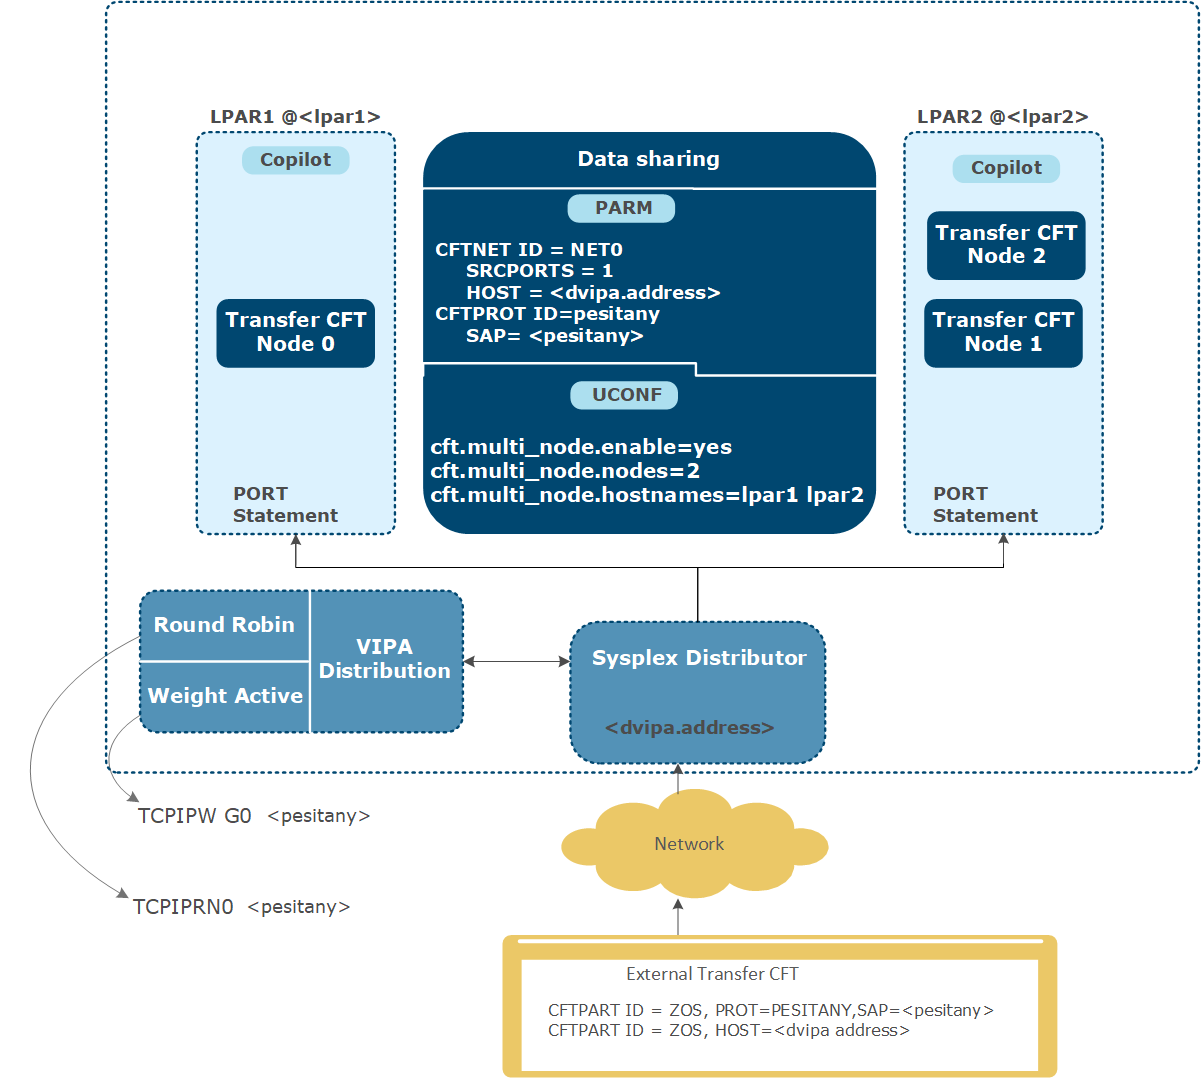 LPAR1 @<lpar1>
Copilot
Transfer CFT
Node 0
PORT
Statement
Data sharing
PARM
CFTNET ID = NET0
SRCPORTS = 1
HOST = <dvipa.address>
CFTPROT ID=pesitany
SAP= <pesitany>
UCONF
cft.multi_node.enable=yes
cft.multi_node.nodes=2
cft.multi_node.hostnames=lpar1 lpar2
LPAR2 @<lpar2>
Copilot
Transfer CFT
Node 2
Transfer CFT
Node 1
PORT
Statement
Round Robin
Weight Active
VIPA
Distribution
Sysplex Distributor
<dvipa.address>
TCPIPW G0 <pesitany>
TCPIPRN0 <pesitany>
Network
External Transfer CFT
CFTPART ID = ZOS, PROT=PESITANY,SAP=<pesitany>
CFTPART ID = ZOS, HOST=<dvipa address>